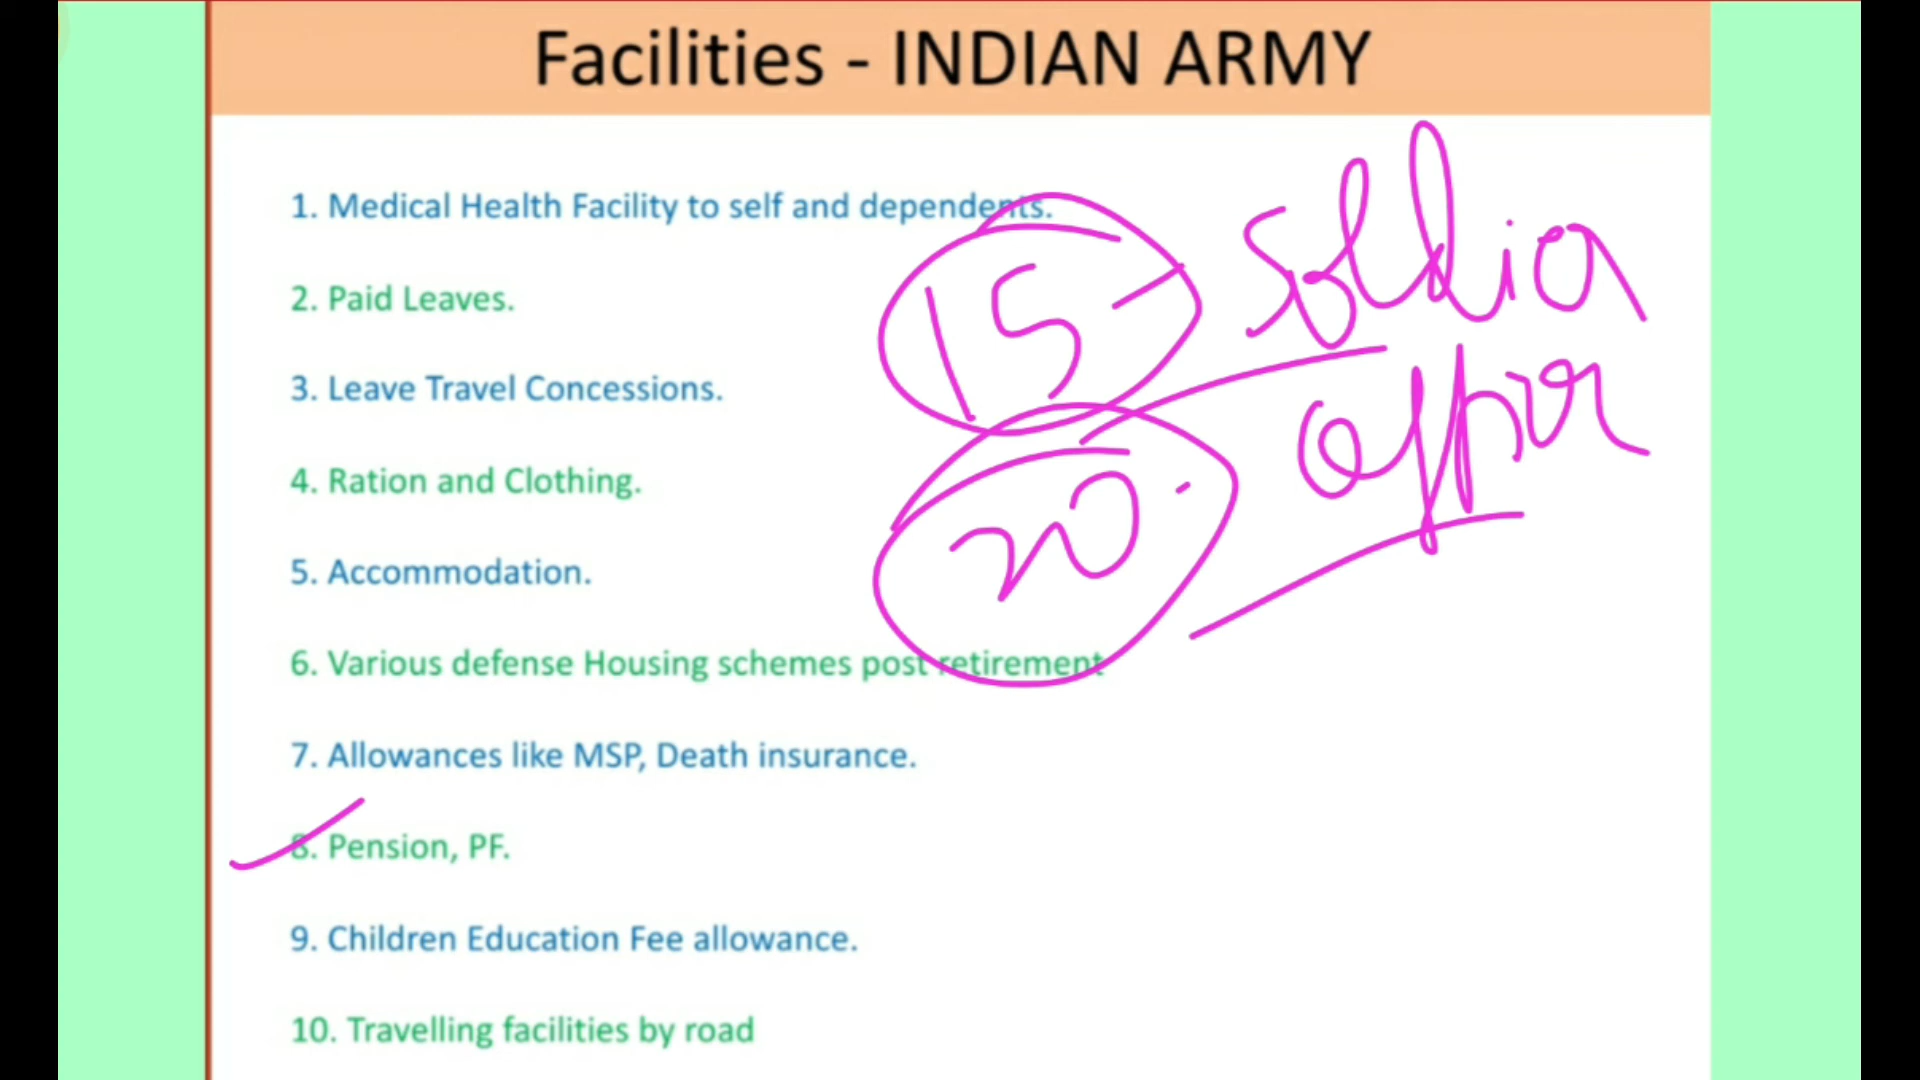 Facilities - INDIAN ARMY
1. Medical Health Facility to self and dependents.
2. Paid Leaves.
15 -
3. Leave Travel Concessions.
4. Ration and Clothing.
20 -
5. Accommodation.
6. Various defense Housing schemes post retirement
7. Allowances like MSP, Death insurance.
8. Pension, PF.
9. Children Education Fee allowance.
10. Travelling facilities by road